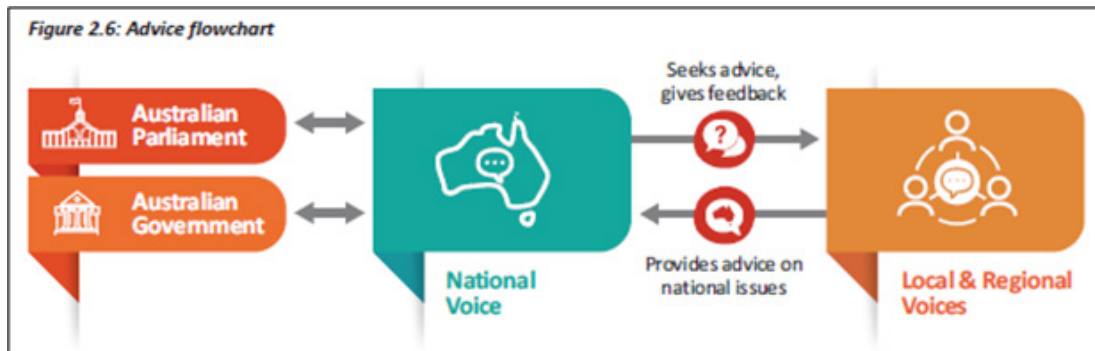 Figure 2.6: Advice flowchart
Australian
Parliament
Australian
Government
National
Voice
Seeks advice,
gives feedback
?
Provides advice on
national issues
Local & Regional
Voices